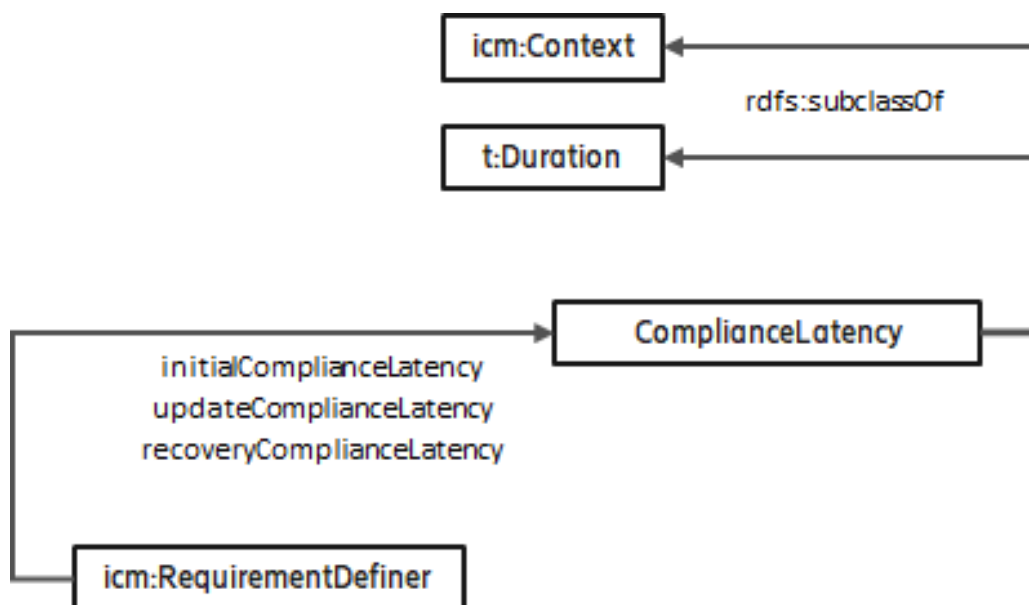 icm:Context
rdfs:subclassOf
t:Duration
ComplianceLatency
initialComplianceLatency
updateComplianceLatency
recoveryComplianceLatency
icm:RequirementDefiner